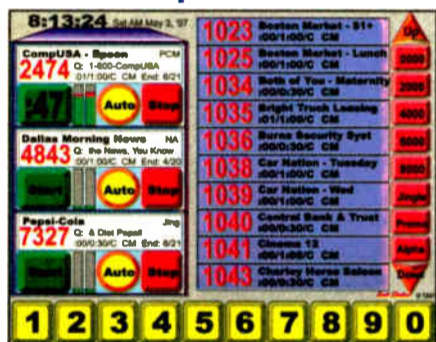 8:13:24 Sat AM May 3, '97
CompUSA - Spoon PCM
2474 Q: 1-800-CompUSA
:01/1:00/C CM End: 6/21
:47 Auto Stop
Dallas Morning News NA
4843 Q: the News, You Know
:00/1:00/C CM End: 4/20
Start Auto Stop
Pepsi-Cola Jing
7327 Q: & Diet Pepsi!
:00/0:30/C CM End: 6/21
Start Auto Stop
1023 Boston Market - $1+
:00/1:00/C CM
1025 Boston Market - Lunch
:00/1:00/C CM
1034 Both of You - Maternity
:00/0:30/C CM
1035 Bright Truck Leasing
:01/1:00/C CM
1036 Burns Security Syst
:00/0:30/C CM
1038 Car Nation - Tuesday
:00/1:00/C CM
1039 Car Nation - Wed
:00/1:00/C CM
1040 Central Bank & Trust
:00/0:30/C CM
1041 Cinema 12
:00/1:00/C CM
1043 Charley Horse Saloon
:00/0:30/C CM
Up
2000
4000
Jingle
Promo
Alpha
Down
1 2 3 4 5 6 7 8 9 0